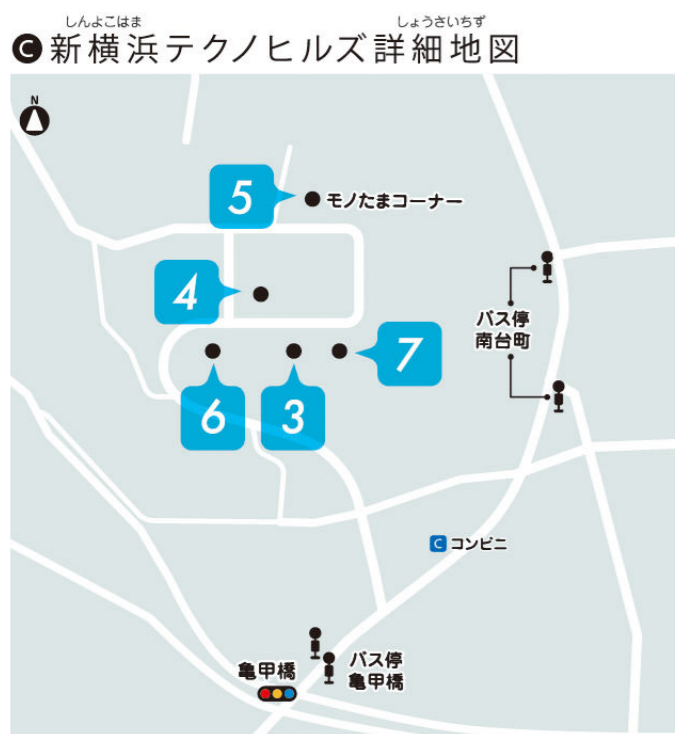 しんよこはま しょうさいちず
C 新横浜テクノヒルズ詳細地図
N
5
モノたまコーナー
4
バス停
南台町
7
6
3
C コンビニ
亀甲橋
バス停
亀甲橋